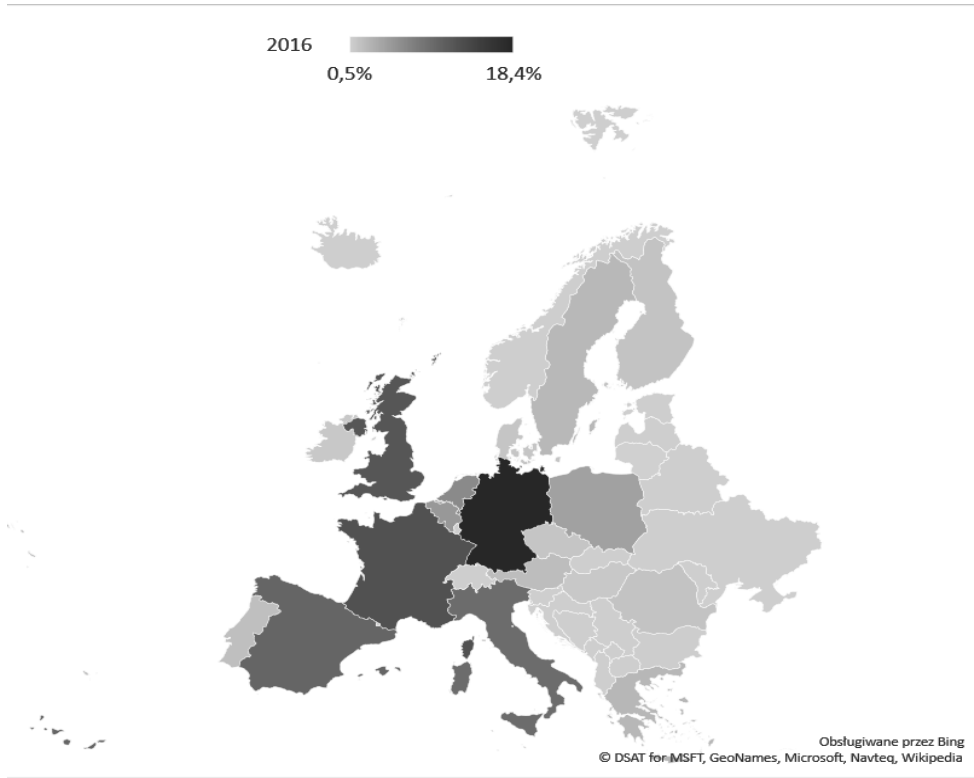 2016
0,5% 18,4%
Obsługiwane przez Bing
© DSAT for MSFT, GeoNames, Microsoft, Navteq, Wikipedia